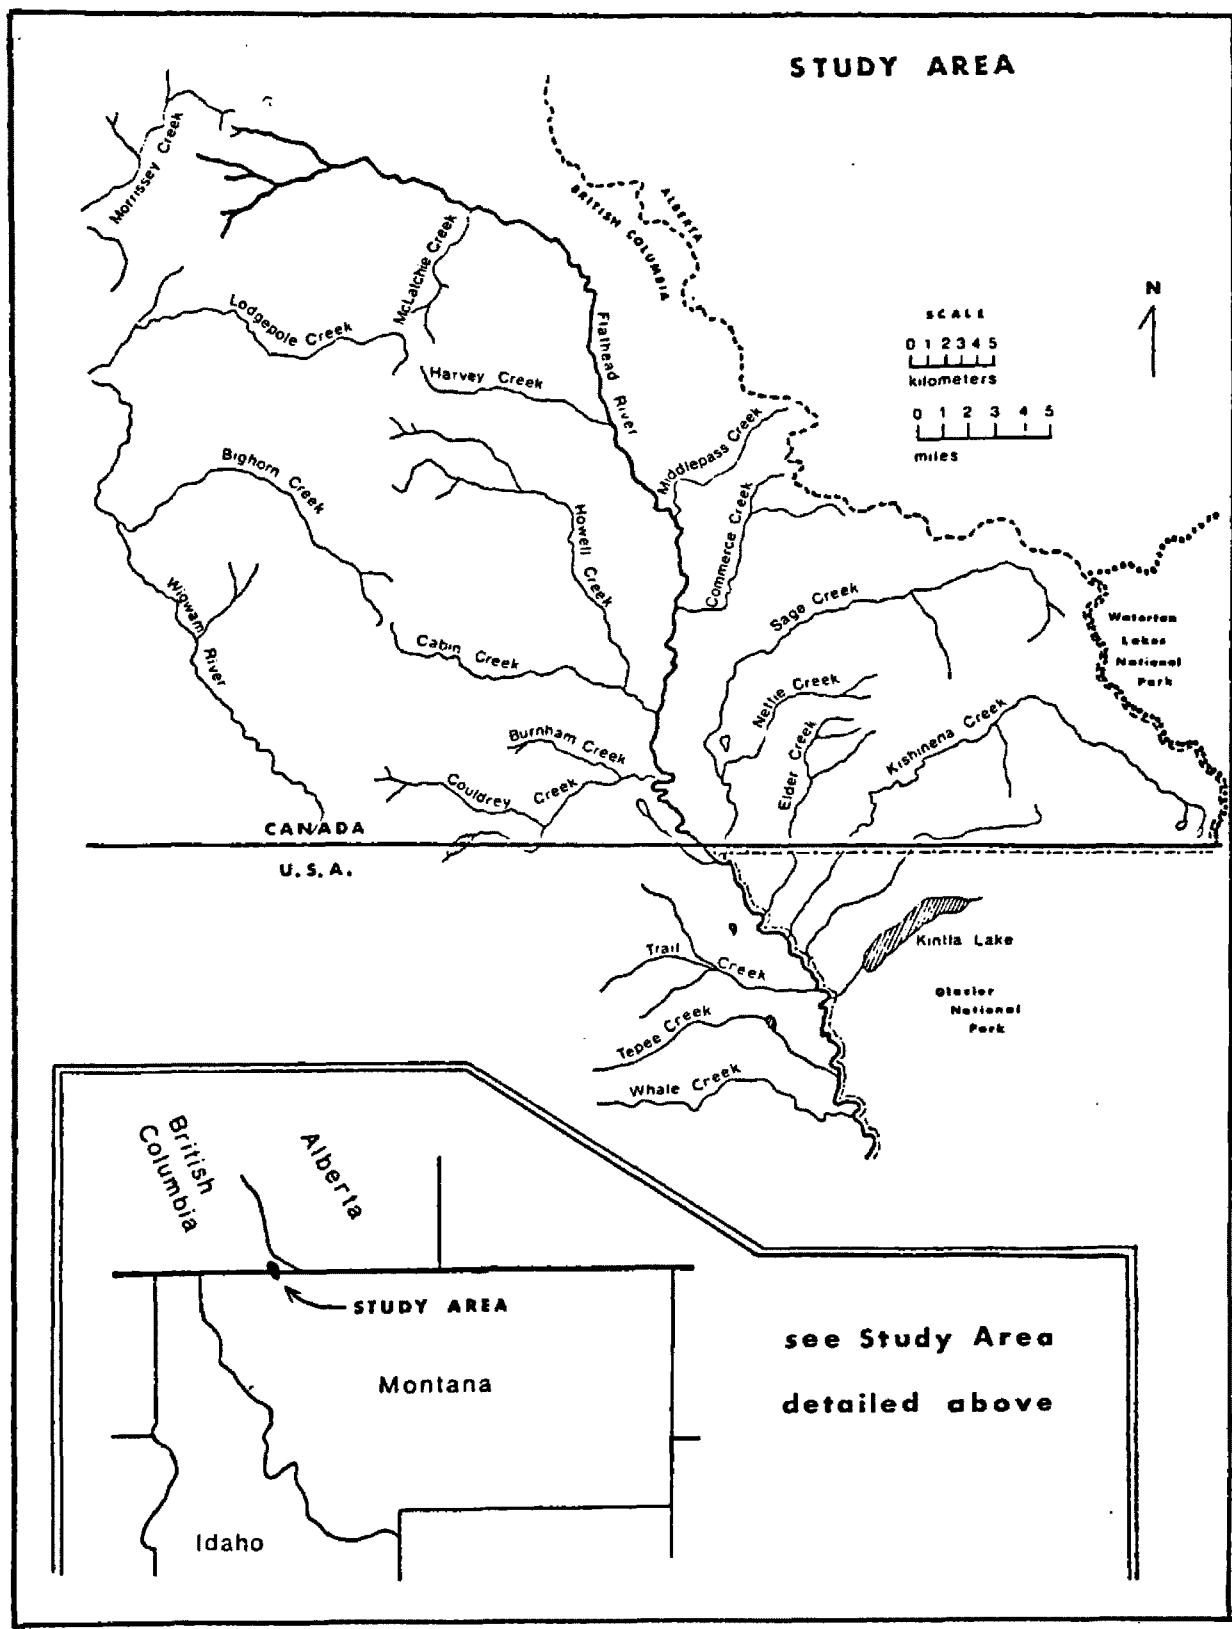 STUDY AREA
Morrissey Creek
ALBERTA
BRITISH COLUMBIA
McLatchie Creek
N
Lodgepole Creek
Flathead River
SCALE
0 1 2 3 4 5
kilometers
Harvey Creek
0 1 2 3 4 5
miles
Middlepass Creek
Bighorn Creek
Commerce Creek
Howell Creek
Wigwam River
Sage Creek
Waterton
Lakes
National
Park
Cabin Creek
Nettie Creek
Burnham Creek
Elder Creek
Kishinena Creek
Couldrey Creek
CANADA
U.S.A.
Kintla Lake
Trail Creek
Glacier
National
Park
Tepee Creek
Whale Creek
British
Columbia
Alberta
STUDY AREA
see Study Area
detailed above
Montana
Idaho